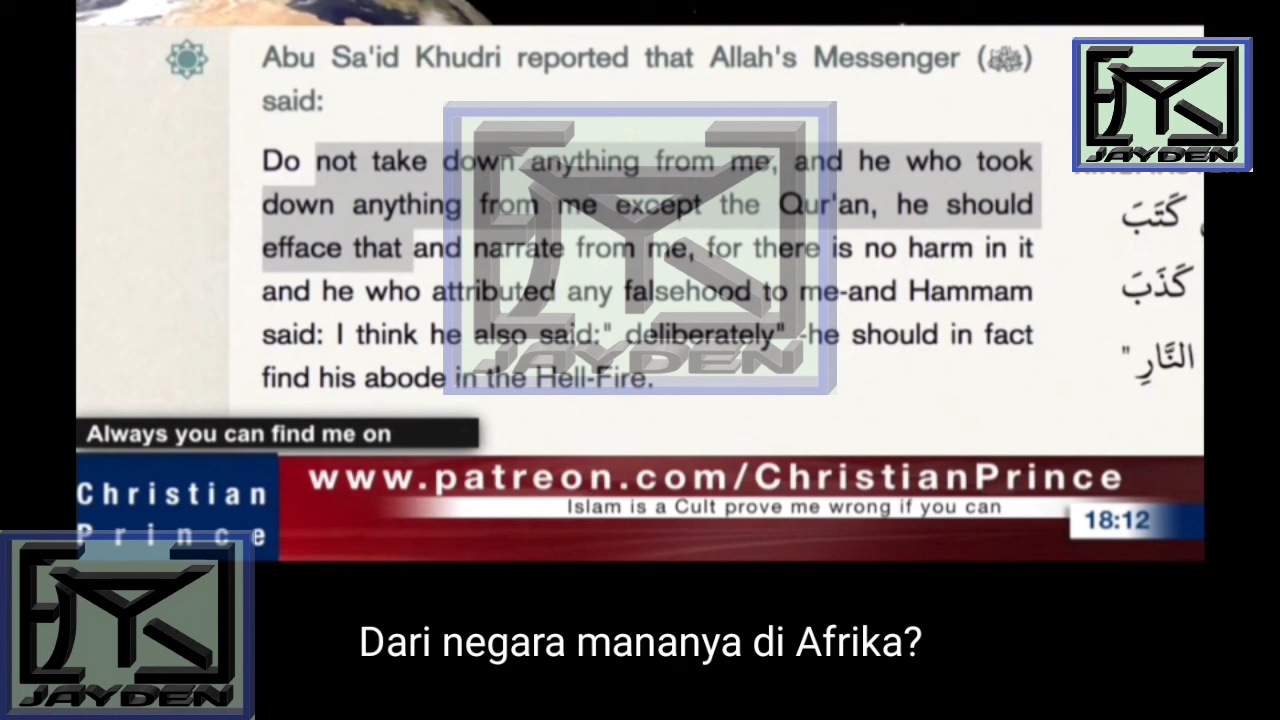 Abu Sa'id Khudri reported that Allah's Messenger (ﷺ)
said:
Do not take down anything from me, and he who took
down anything from me except the Qur'an, he should
efface that and narrate from me, for there is no harm in it
and he who attributed any falsehood to me-and Hammam
said: I think he also said:" deliberately" -he should in fact
find his abode in the Hell-Fire.
كَتَبَ
كَذَبَ
النَّارِ "
JAYDEN
JAYDEN
Always you can find me on
Christian
Prince
www.patreon.com/ChristianPrince
Islam is a Cult prove me wrong if you can
18:12
JAYDEN
Dari negara mananya di Afrika?